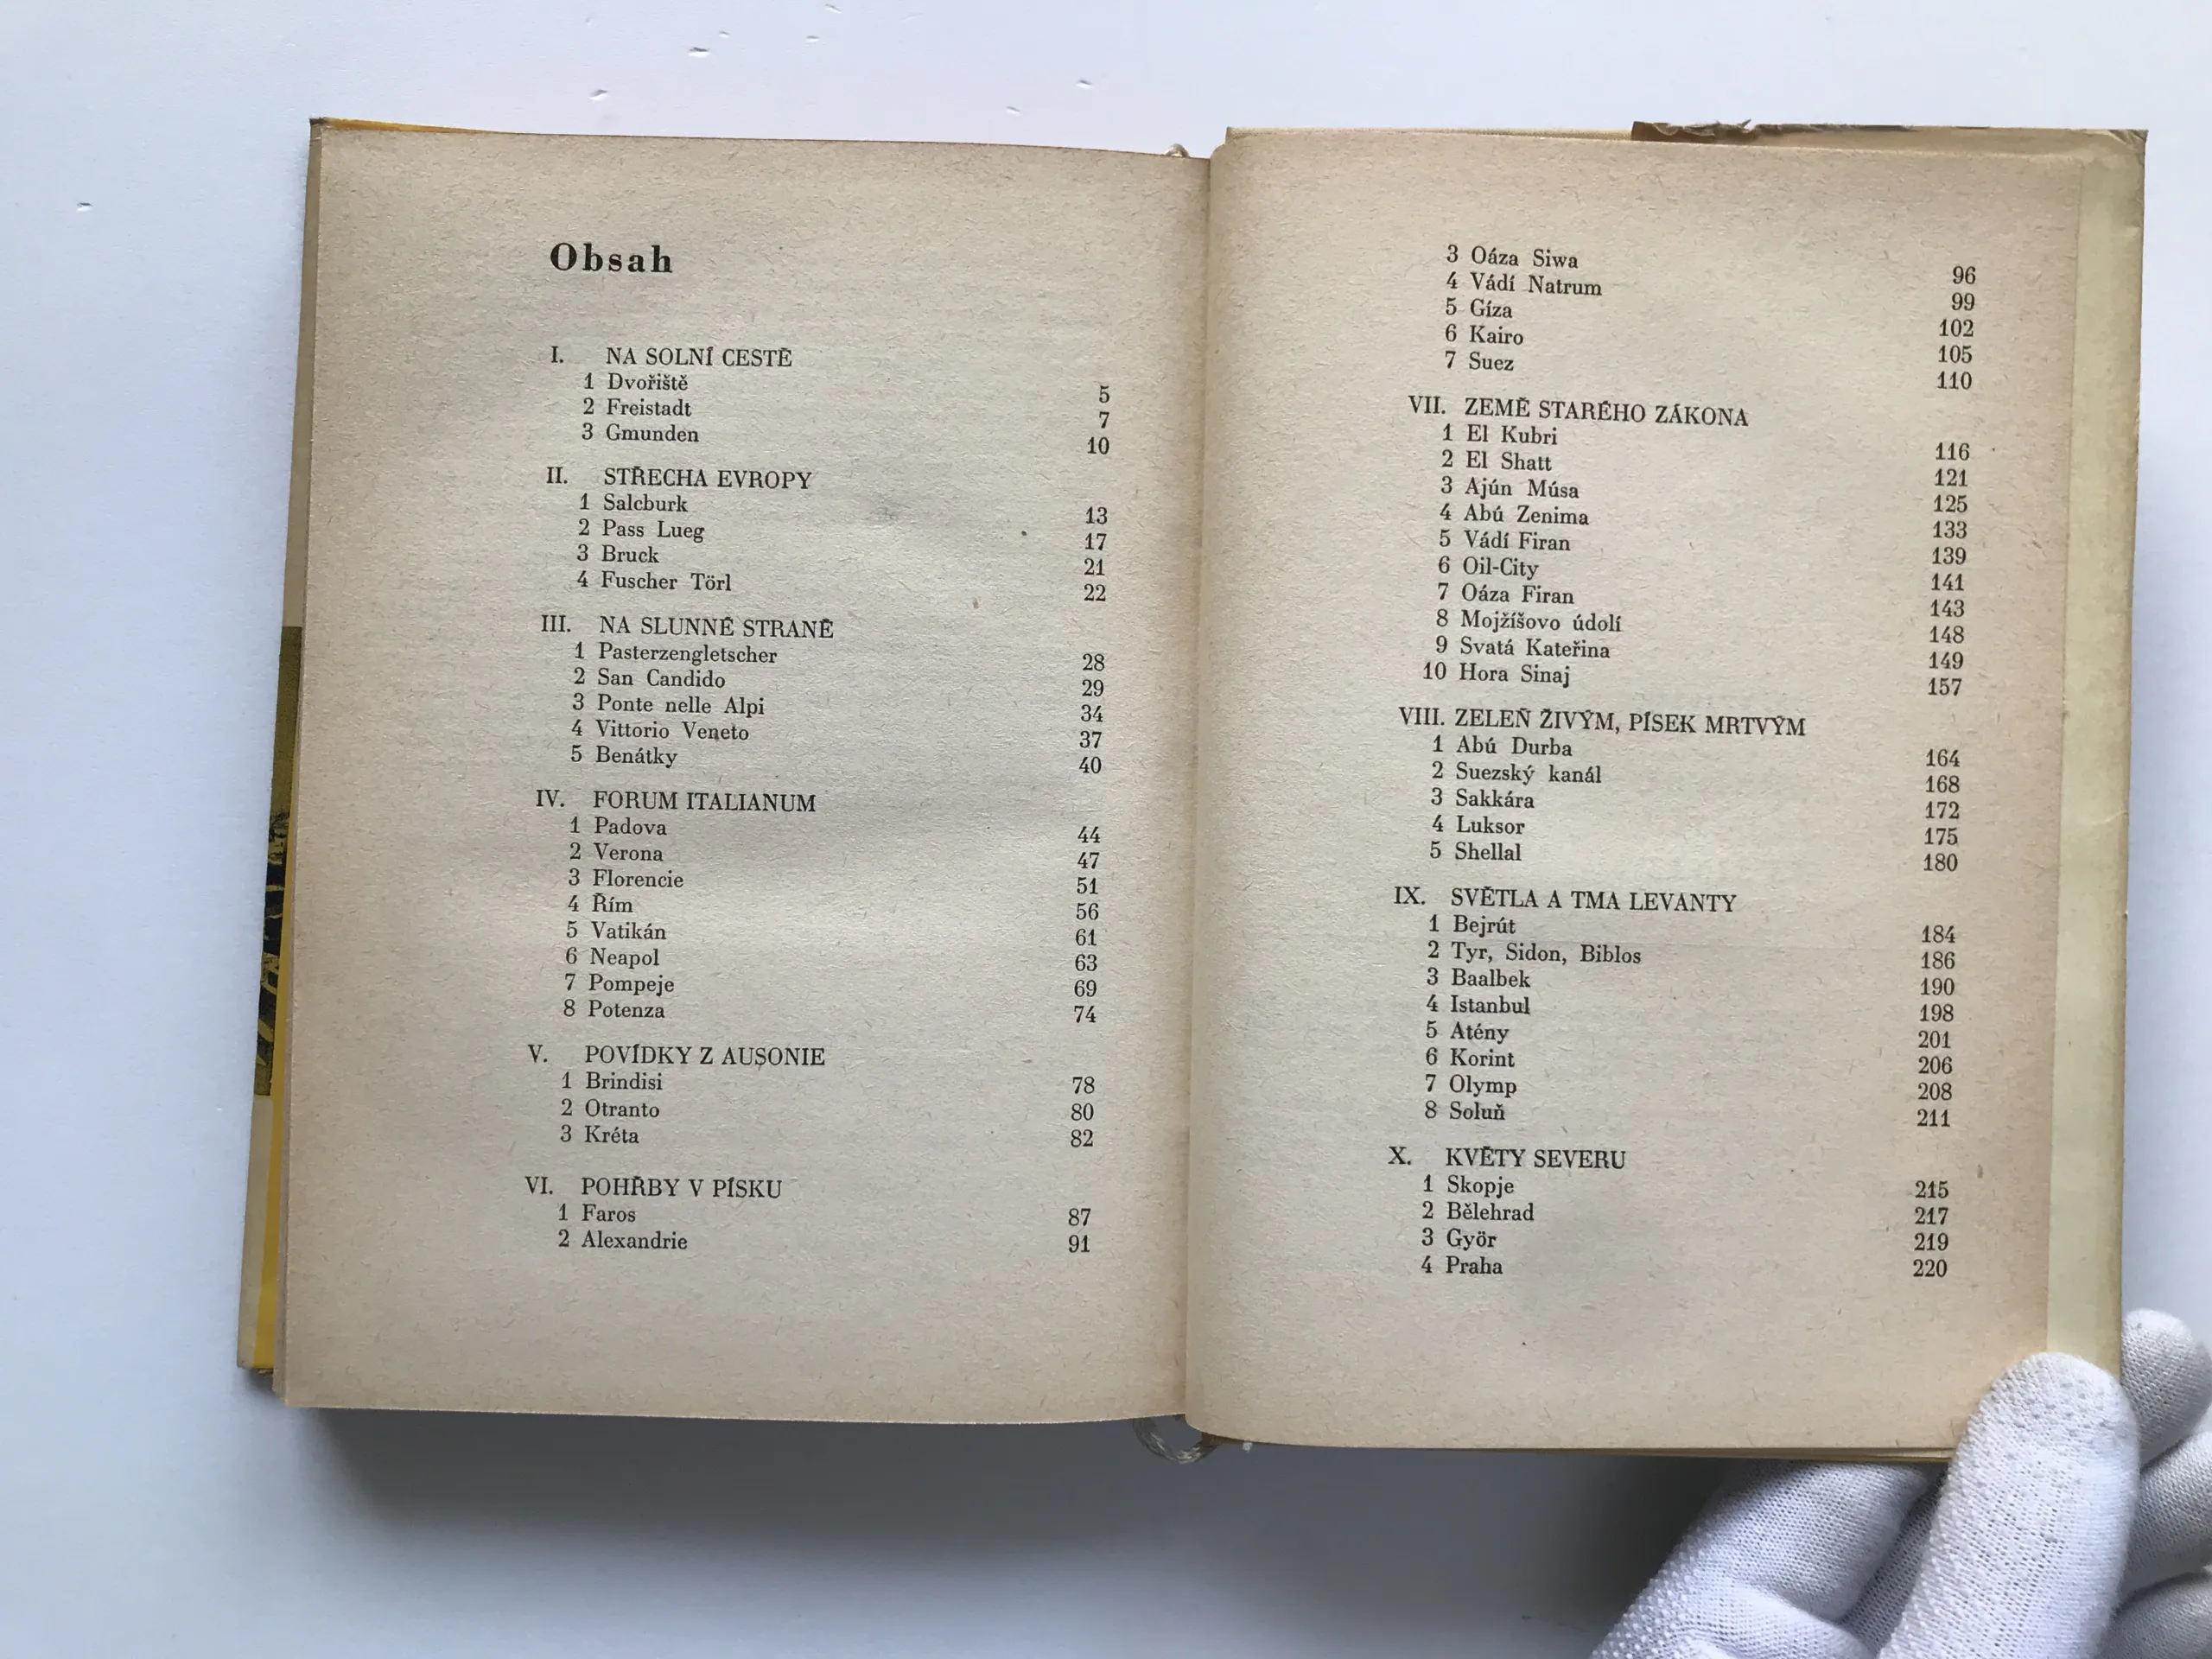 Obsah
I. NA SOLNÍ CESTĚ
1 Dvořiště 5
2 Freistadt 7
3 Gmunden 10
II. STŘECHA EVROPY
1 Salcburk 13
2 Pass Lueg 17
3 Bruck 21
4 Fuscher Törl 22
III. NA SLUNNÉ STRANĚ
1 Pasterzengletscher 28
2 San Candido 29
3 Ponte nelle Alpi 34
4 Vittorio Veneto 37
5 Benátky 40
IV. FORUM ITALIANUM
1 Padova 44
2 Verona 47
3 Florencie 51
4 Řím 56
5 Vatikán 61
6 Neapol 63
7 Pompeje 69
8 Potenza 74
V. POVÍDKY Z AUSONIE
1 Brindisi 78
2 Otranto 80
3 Kréta 82
VI. POHŘBY V PÍSKU
1 Faros 87
2 Alexandrie 91
3 Oáza Siwa 96
4 Vádí Natrum 99
5 Gíza 102
6 Kairo 105
7 Suez 110
VII. ZEMĚ STARÉHO ZÁKONA
1 El Kubri 116
2 El Shatt 121
3 Ajún Músa 125
4 Abú Zenima 133
5 Vádí Firan 139
6 Oil-City 141
7 Oáza Firan 143
8 Mojžíšovo údolí 148
9 Svatá Kateřina 149
10 Hora Sinaj 157
VIII. ZELEŇ ŽIVÝM, PÍSEK MRTVÝM
1 Abú Durba 164
2 Suezský kanál 168
3 Sakkára 172
4 Luksor 175
5 Shellal 180
IX. SVĚTLA A TMA LEVANTY
1 Bejrút 184
2 Tyr, Sidon, Biblos 186
3 Baalbek 190
4 Istanbul 198
5 Atény 201
6 Korint 206
7 Olymp 208
8 Soluň 211
X. KVĚTY SEVERU
1 Skopje 215
2 Bělehrad 217
3 Györ 219
4 Praha 220